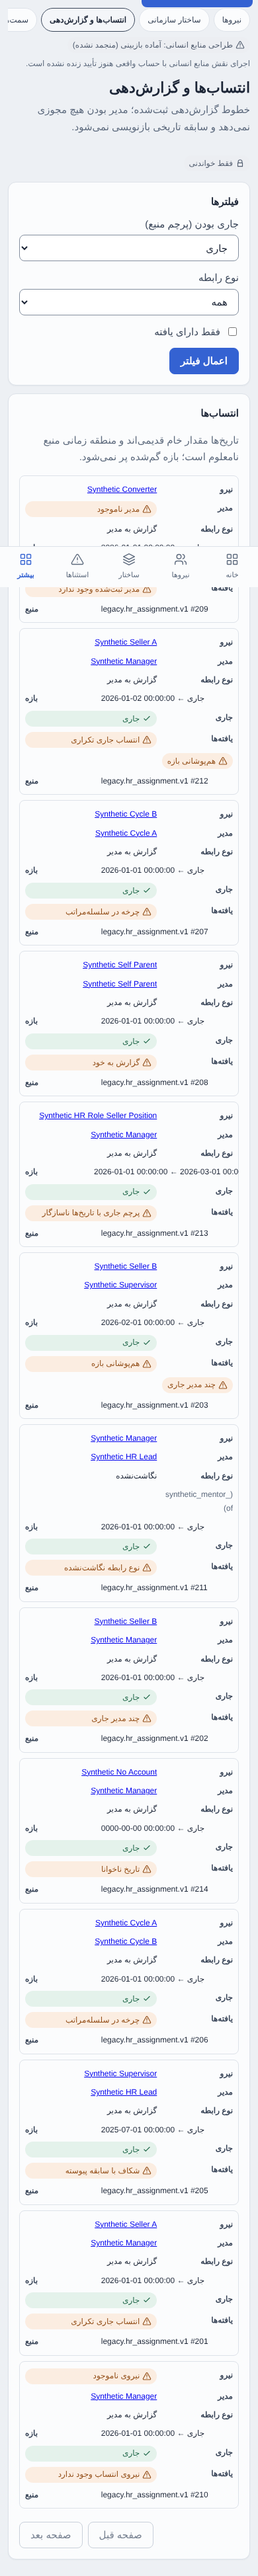 نیروها
ساختار سازمانی
انتساب‌ها و گزارش‌دهی
سمت‌ه
طراحی منابع انسانی: آماده بازبینی (منجمد نشده)
اجرای نقش منابع انسانی با حساب واقعی هنوز تأیید زنده نشده است.
انتساب‌ها و گزارش‌دهی
خطوط گزارش‌دهی ثبت‌شده؛ مدیر بودن هیچ مجوزی
نمی‌دهد و سابقه تاریخی بازنویسی نمی‌شود.
فقط خواندنی
فیلترها
جاری بودن (پرچم منبع)
جاری
نوع رابطه
همه
فقط دارای یافته
اعمال فیلتر
انتساب‌ها
تاریخ‌ها مقدار خام قدیمی‌اند و منطقه زمانی منبع
نامعلوم است؛ بازه گم‌شده پر نمی‌شود.
نیرو Synthetic Converter
مدیر مدیر ناموجود
نوع رابطه گزارش به مدیر
خانه
نیروها
ساختار
استثناها
بیشتر
یافته‌ها مدیر ثبت‌شده وجود ندارد
منبع legacy.hr_assignment.v1 #209
نیرو Synthetic Seller A
مدیر Synthetic Manager
نوع رابطه گزارش به مدیر
بازه 2026-01-02 00:00:00 ← جاری
جاری جاری
یافته‌ها انتساب جاری تکراری
هم‌پوشانی بازه
منبع legacy.hr_assignment.v1 #212
نیرو Synthetic Cycle B
مدیر Synthetic Cycle A
نوع رابطه گزارش به مدیر
بازه 2026-01-01 00:00:00 ← جاری
جاری جاری
یافته‌ها چرخه در سلسله‌مراتب
منبع legacy.hr_assignment.v1 #207
نیرو Synthetic Self Parent
مدیر Synthetic Self Parent
نوع رابطه گزارش به مدیر
بازه 2026-01-01 00:00:00 ← جاری
جاری جاری
یافته‌ها گزارش به خود
منبع legacy.hr_assignment.v1 #208
نیرو Synthetic HR Role Seller Position
مدیر Synthetic Manager
نوع رابطه گزارش به مدیر
بازه 2026-01-01 00:00:00 ← 2026-03-01 00:0
جاری جاری
یافته‌ها پرچم جاری با تاریخ‌ها ناسازگار
منبع legacy.hr_assignment.v1 #213
نیرو Synthetic Seller B
مدیر Synthetic Supervisor
نوع رابطه گزارش به مدیر
بازه 2026-02-01 00:00:00 ← جاری
جاری جاری
یافته‌ها هم‌پوشانی بازه
چند مدیر جاری
منبع legacy.hr_assignment.v1 #203
نیرو Synthetic Manager
مدیر Synthetic HR Lead
نوع رابطه نگاشت‌نشده
(synthetic_mentor_
of)
بازه 2026-01-01 00:00:00 ← جاری
جاری جاری
یافته‌ها نوع رابطه نگاشت‌نشده
منبع legacy.hr_assignment.v1 #211
نیرو Synthetic Seller B
مدیر Synthetic Manager
نوع رابطه گزارش به مدیر
بازه 2026-01-01 00:00:00 ← جاری
جاری جاری
یافته‌ها چند مدیر جاری
منبع legacy.hr_assignment.v1 #202
نیرو Synthetic No Account
مدیر Synthetic Manager
نوع رابطه گزارش به مدیر
بازه 0000-00-00 00:00:00 ← جاری
جاری جاری
یافته‌ها تاریخ ناخوانا
منبع legacy.hr_assignment.v1 #214
نیرو Synthetic Cycle A
مدیر Synthetic Cycle B
نوع رابطه گزارش به مدیر
بازه 2026-01-01 00:00:00 ← جاری
جاری جاری
یافته‌ها چرخه در سلسله‌مراتب
منبع legacy.hr_assignment.v1 #206
نیرو Synthetic Supervisor
مدیر Synthetic HR Lead
نوع رابطه گزارش به مدیر
بازه 2025-07-01 00:00:00 ← جاری
جاری جاری
یافته‌ها شکاف با سابقه پیوسته
منبع legacy.hr_assignment.v1 #205
نیرو Synthetic Seller A
مدیر Synthetic Manager
نوع رابطه گزارش به مدیر
بازه 2026-01-01 00:00:00 ← جاری
جاری جاری
یافته‌ها انتساب جاری تکراری
منبع legacy.hr_assignment.v1 #201
نیرو نیروی ناموجود
مدیر Synthetic Manager
نوع رابطه گزارش به مدیر
بازه 2026-01-01 00:00:00 ← جاری
جاری جاری
یافته‌ها نیروی انتساب وجود ندارد
منبع legacy.hr_assignment.v1 #210
صفحه قبل
صفحه بعد